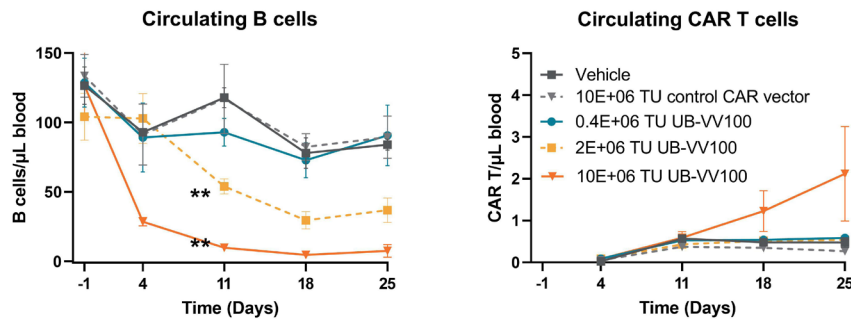 Circulating B cells
B cells/μL blood
150
100
50
0
**
**
-1
4
11
18
25
Time (Days)
Circulating CAR T cells
CAR T/μL blood
5
4
3
2
1
0
Vehicle
10E+06 TU control CAR vector
0.4E+06 TU UB-VV100
2E+06 TU UB-VV100
10E+06 TU UB-VV100
-1
4
11
18
25
Time (Days)